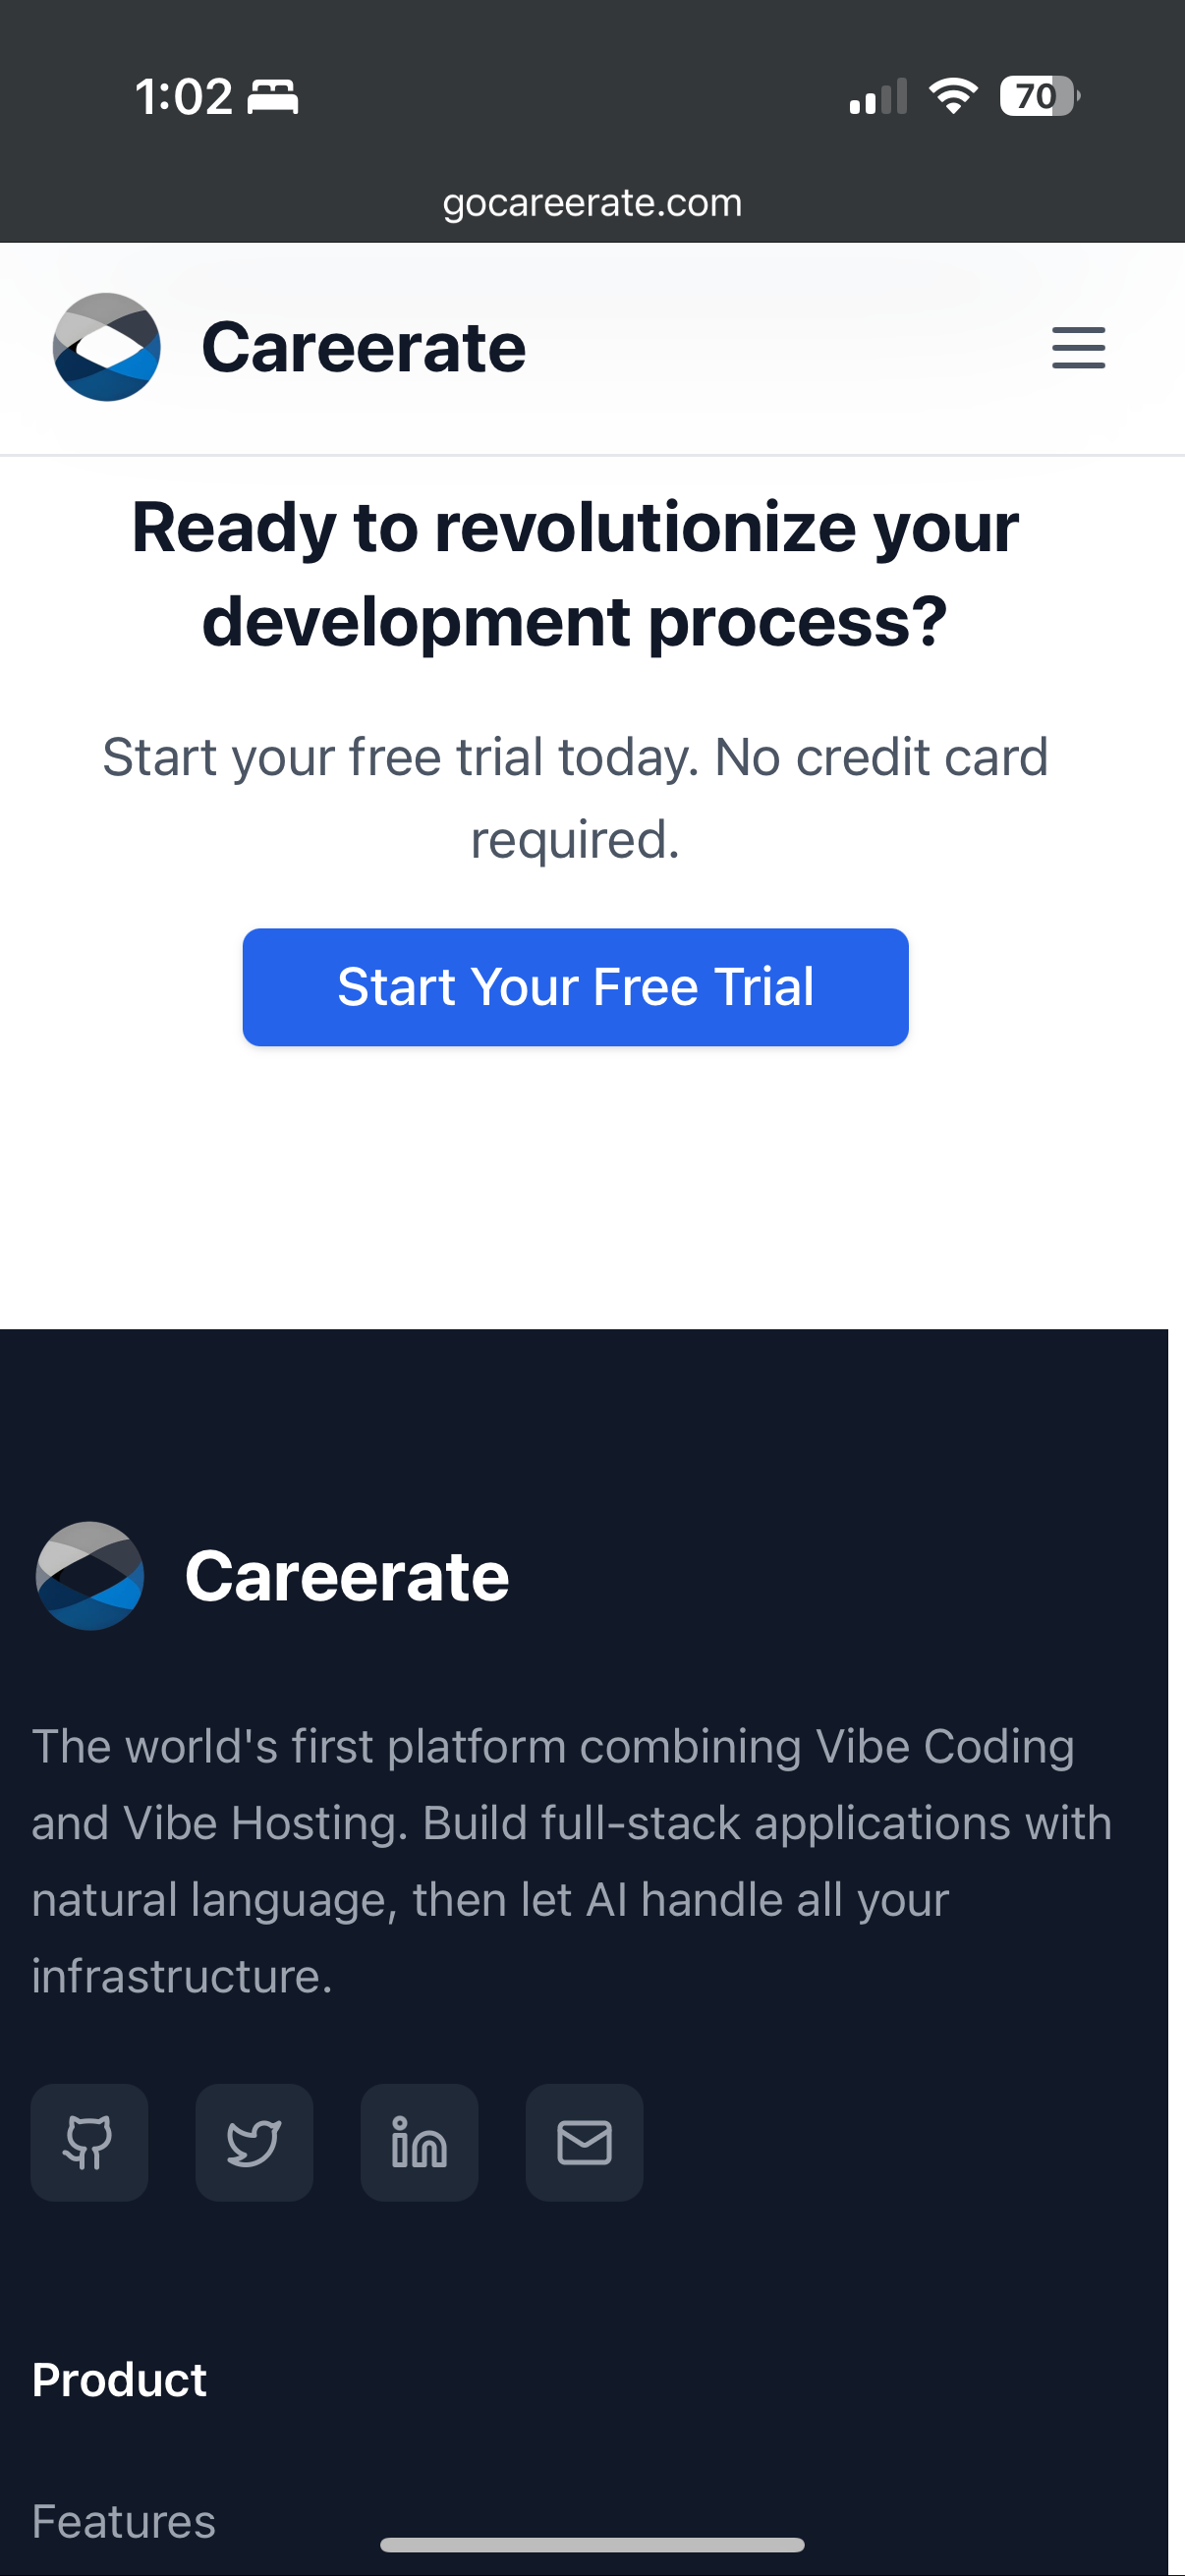 1:02
70
gocareerate.com
Careerate
Ready to revolutionize your
development process?
Start your free trial today. No credit card
required.
Start Your Free Trial
Careerate
The world's first platform combining Vibe Coding
and Vibe Hosting. Build full-stack applications with
natural language, then let AI handle all your
infrastructure.
in
Product
Features